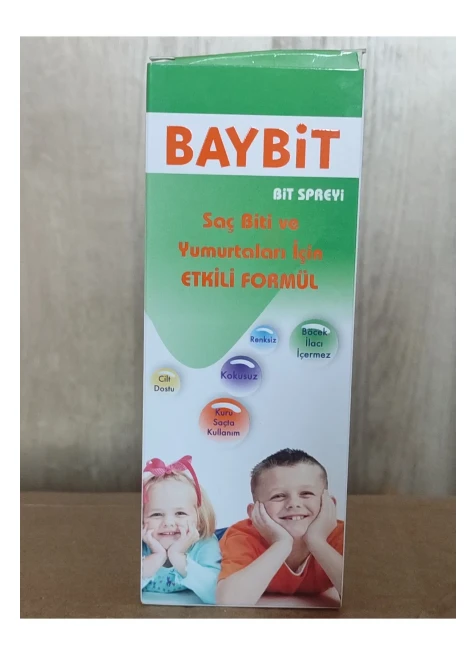 BAYBİT
BİT SPREYİ
Saç Biti ve
Yumurtaları İçin
ETKİLİ FORMÜL
Renksiz
Böcek
İlacı
İçermez
Kokusuz
Cilt
Dostu
Kuru
Saçta
Kullanım